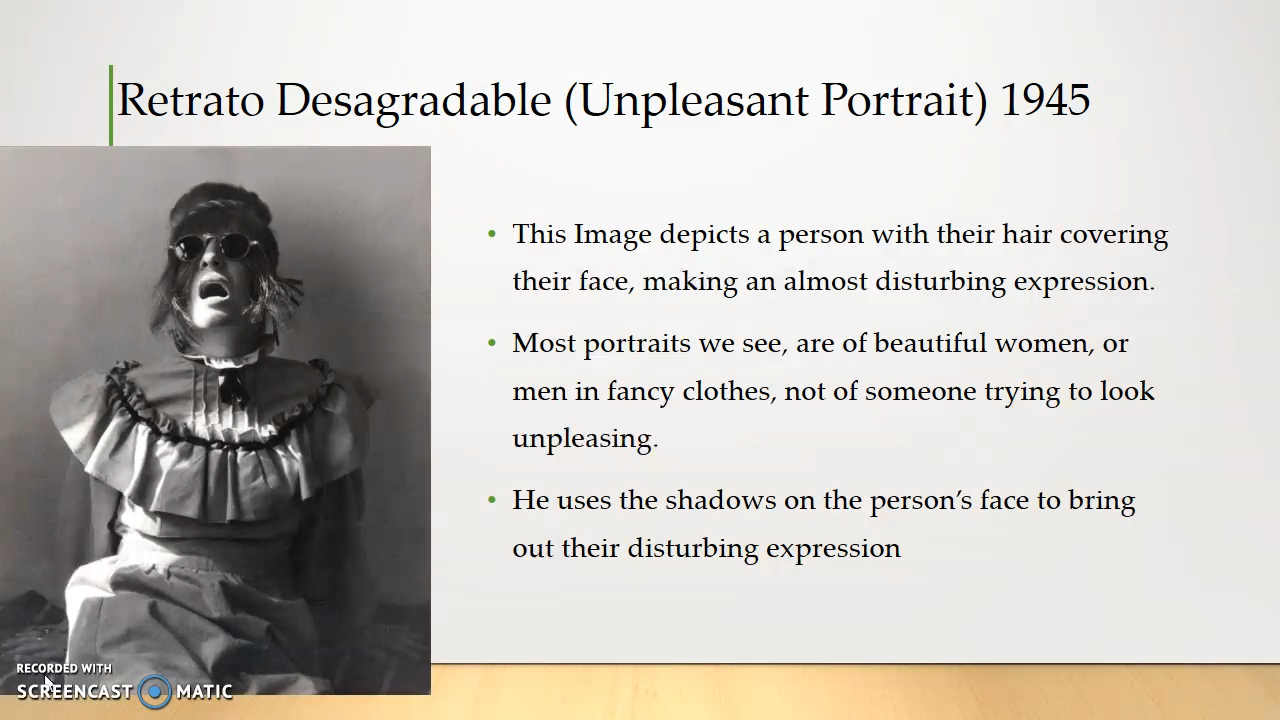 Retrato Desagradable (Unpleasant Portrait) 1945
• This Image depicts a person with their hair covering
their face, making an almost disturbing expression.
• Most portraits we see, are of beautiful women, or
men in fancy clothes, not of someone trying to look
unpleasing.
• He uses the shadows on the person’s face to bring
out their disturbing expression
RECORDED WITH
SCREENCAST MATIC